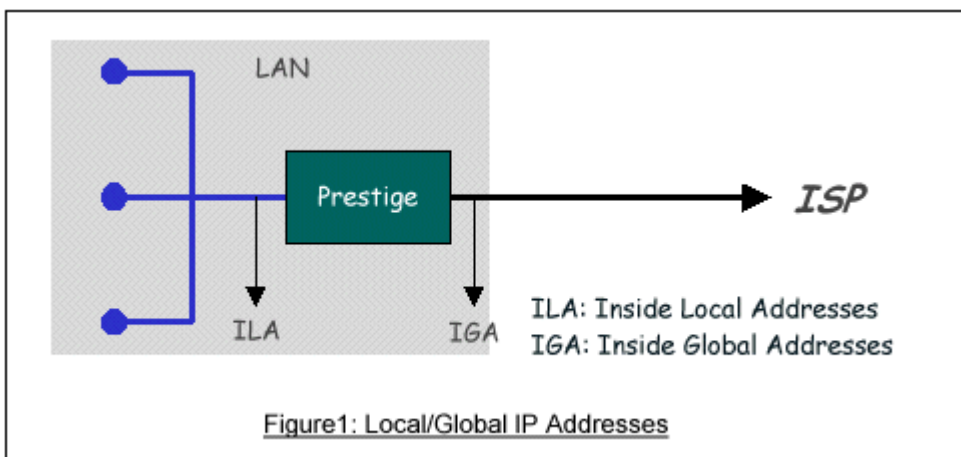 LAN
Prestige
ISP
ILA
IGA
ILA: Inside Local Addresses
IGA: Inside Global Addresses
Figure1: Local/Global IP Addresses